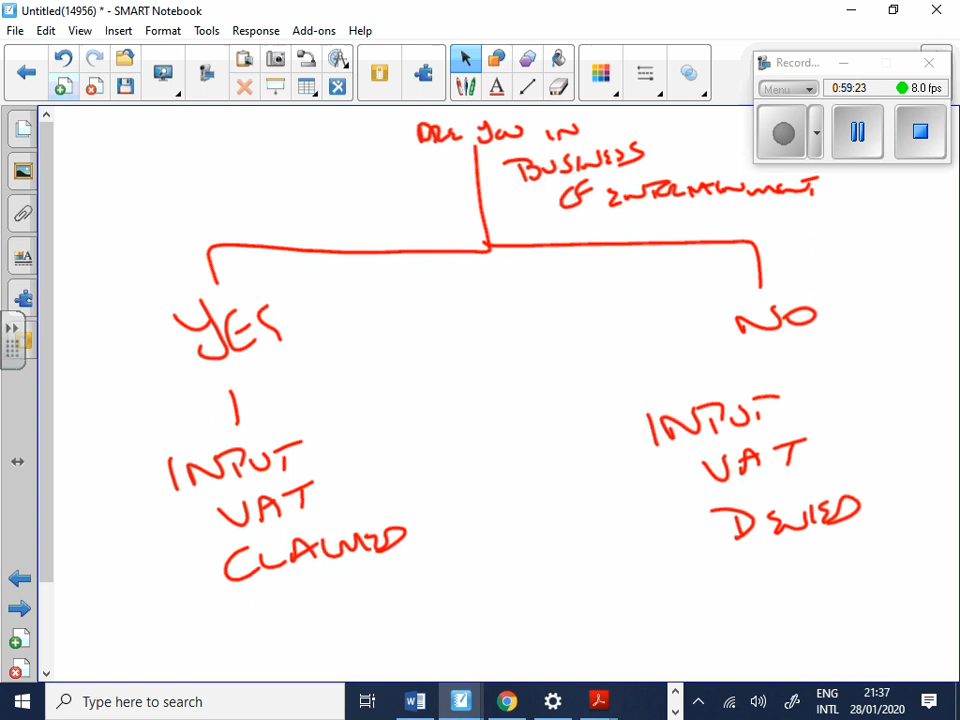 Untitled(14956) * - SMART Notebook
File Edit View Insert Format Tools Response Add-ons Help
Record...
Menu 0:59:23 8.0 fps
ARE YOU IN
BUSINESS
OF ENTERTAINMENT
YES
NO
INPUT
VAT
CLAIMED
INPUT
VAT
DENIED
Type here to search
ENG
INTL
21:37
28/01/2020